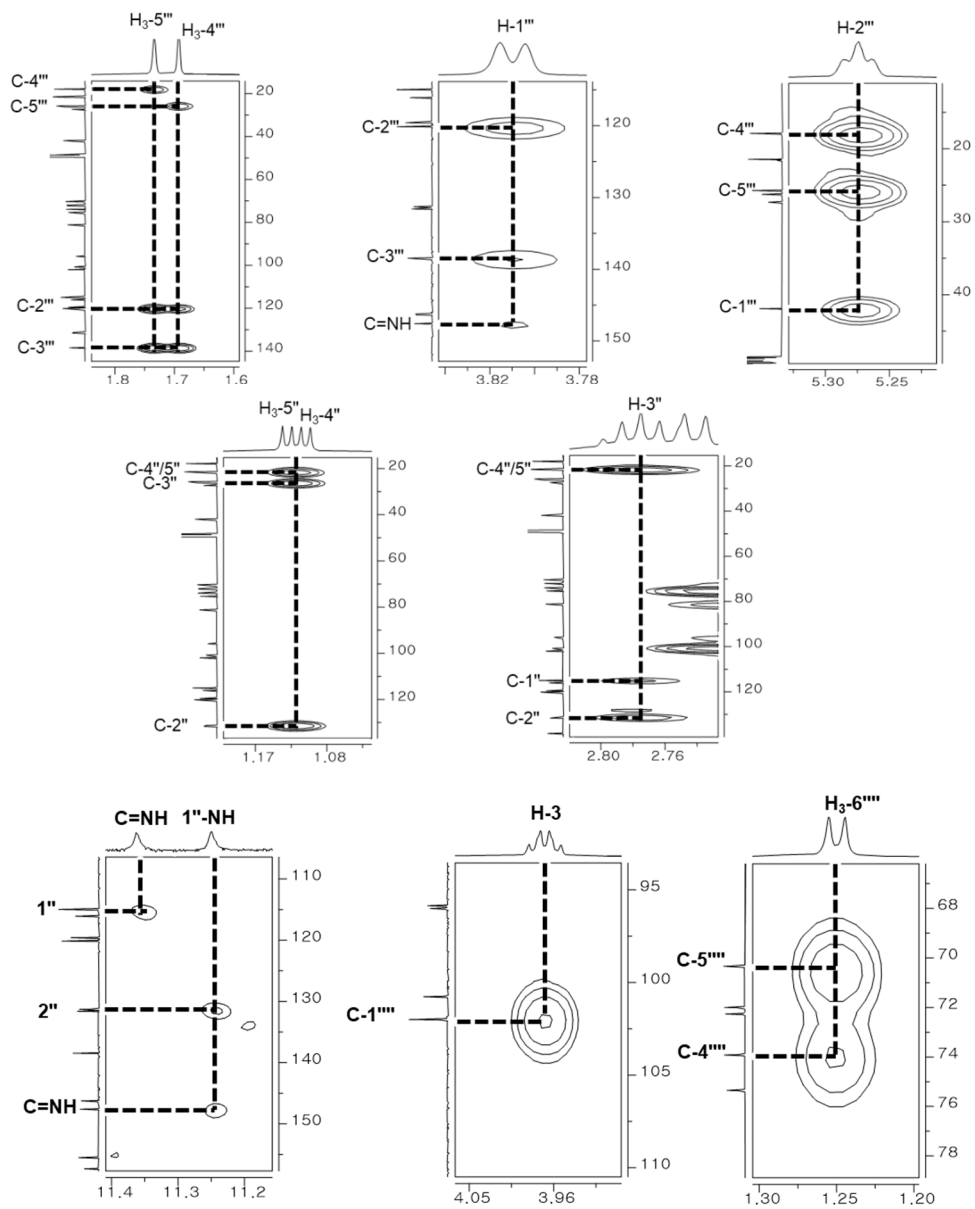 H₃-5''' H₃-4'''
C-4'''
C-5'''
C-2'''
C-3'''
20
40
60
80
100
120
140
1.8 1.7 1.6
H-1'''
C-2'''
C-3'''
C=NH
120
130
140
150
3.82 3.78
H-2'''
C-4'''
C-5'''
C-1'''
20
30
40
5.30 5.25
H₃-5'' H₃-4''
C-4''/5''
C-3''
C-2''
20
40
60
80
100
120
1.17 1.08
H-3''
C-4''/5''
C-1''
C-2''
20
40
60
80
100
120
2.80 2.76
C=NH 1''-NH
1''
2''
C=NH
110
120
130
140
150
11.4 11.3 11.2
H-3
C-1''''
95
100
105
110
4.05 3.96
H₃-6''''
C-5''''
C-4''''
68
70
72
74
76
78
1.30 1.25 1.20